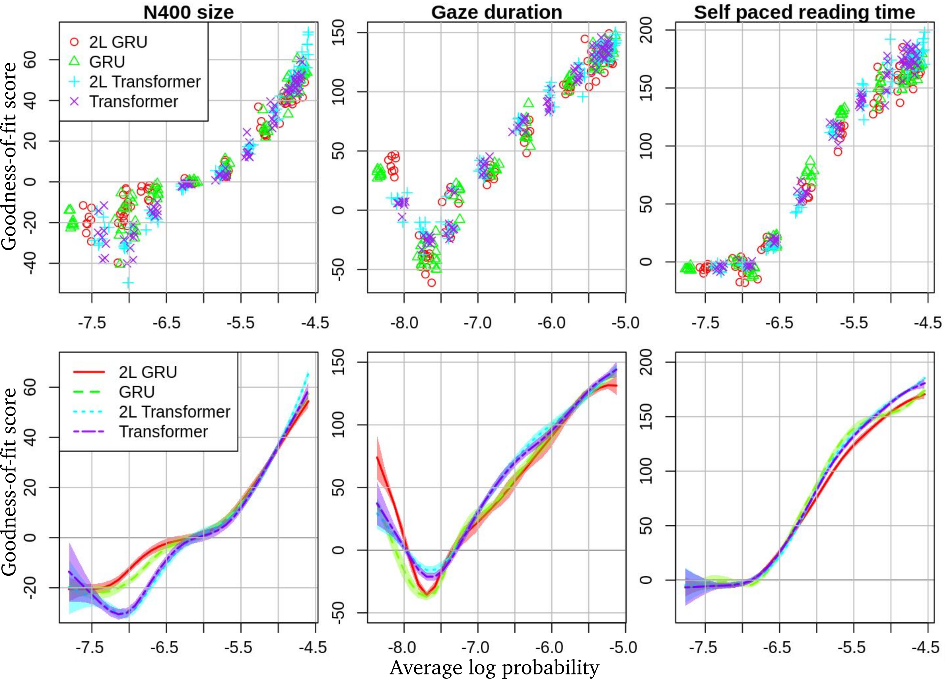 N400 size
Gaze duration
Self paced reading time
Goodness-of-fit score
2L GRU
GRU
2L Transformer
Transformer
60
40
20
0
-20
-40
-7.5 -6.5 -5.5 -4.5
150
100
50
0
50
-8.0 -7.0 -6.0 -5.0
200
150
100
50
0
-7.5 -6.5 -5.5 -4.5
Goodness-of-fit score
2L GRU
GRU
2L Transformer
Transformer
60
40
20
0
20
-7.5 -6.5 -5.5 -4.5
150
100
50
0
50
-8.0 -7.0 -6.0 -5.0
200
150
100
50
0
-7.5 -6.5 -5.5 -4.5
Average log probability